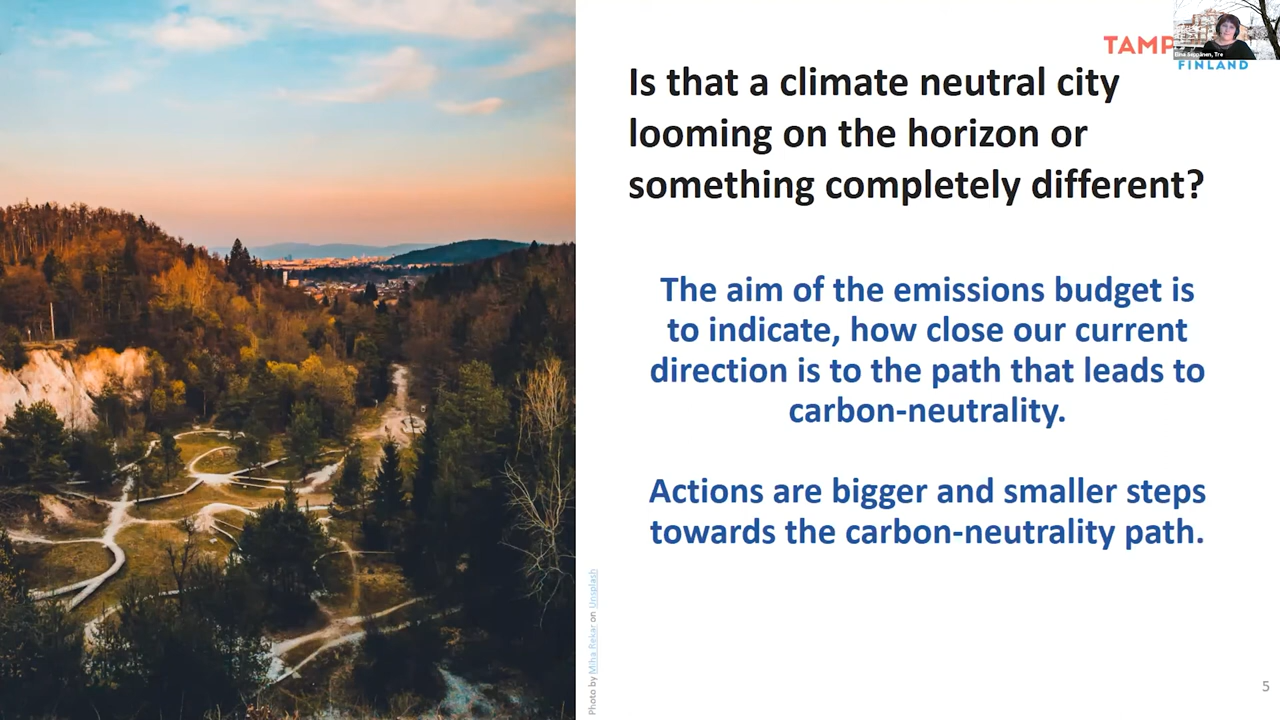 TAMP
FINLAND
Is that a climate neutral city
looming on the horizon or
something completely different?
The aim of the emissions budget is
to indicate, how close our current
direction is to the path that leads to
carbon-neutrality.
Actions are bigger and smaller steps
towards the carbon-neutrality path.
Photo by Miha Rekar on Unsplash
5